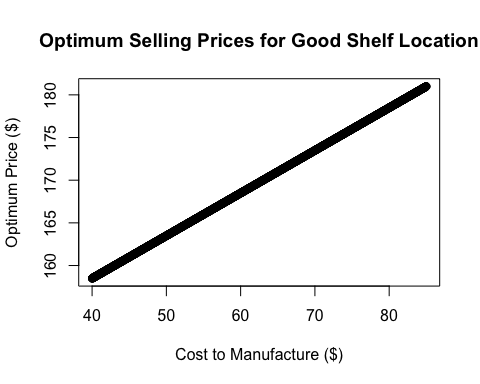 Optimum Selling Prices for Good Shelf Location
Optimum Price ($)
180
175
170
165
160
40 50 60 70 80
Cost to Manufacture ($)